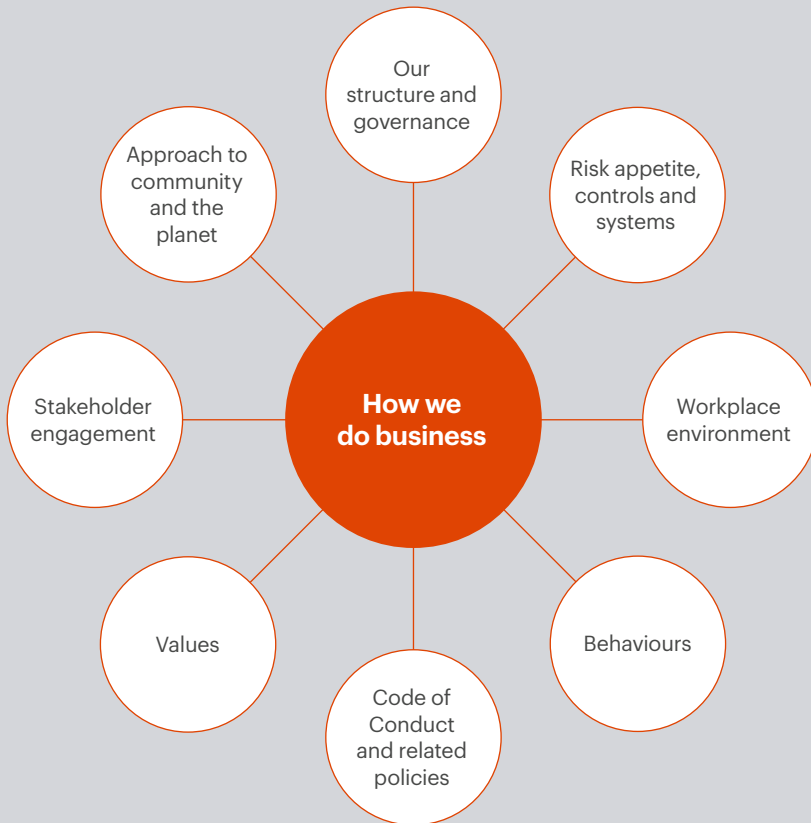 Our
structure and
governance
Risk appetite,
controls and
systems
Workplace
environment
Behaviours
Code of
Conduct
and related
policies
Values
Stakeholder
engagement
Approach to
community
and the
planet
How we
do business